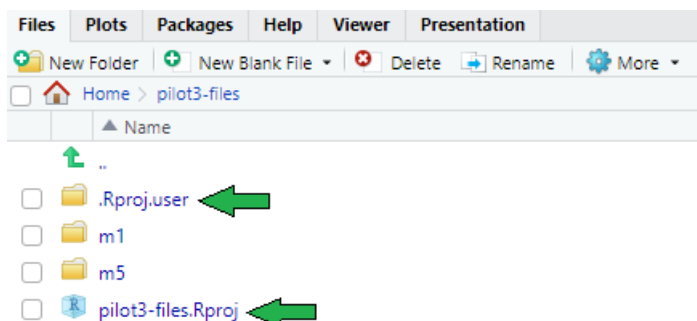 Files Plots Packages Help Viewer Presentation
New Folder New Blank File Delete Rename More
Home > pilot3-files
Name
..
.Rproj.user
m1
m5
R pilot3-files.Rproj